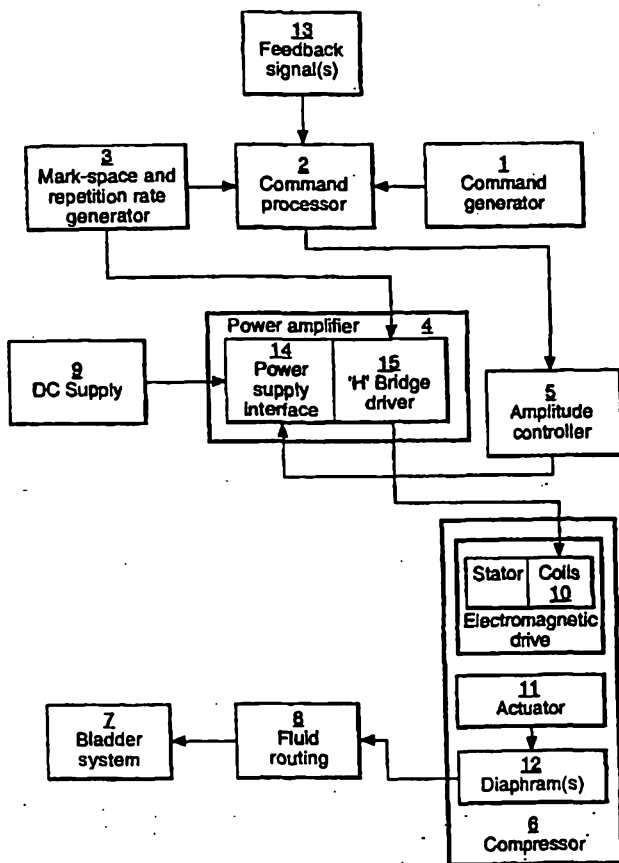 13
Feedback
signal(s)
3
Mark-space and
repetition rate
generator
2
Command
processor
1
Command
generator
Power amplifier 4
9
DC Supply
14
Power
supply
interface
15
'H' Bridge
driver
5
Amplitude
controller
Stator
Coils
10
Electromagnetic
drive
11
Actuator
7
Bladder
system
8
Fluid
routing
12
Diaphram(s)
6
Compressor